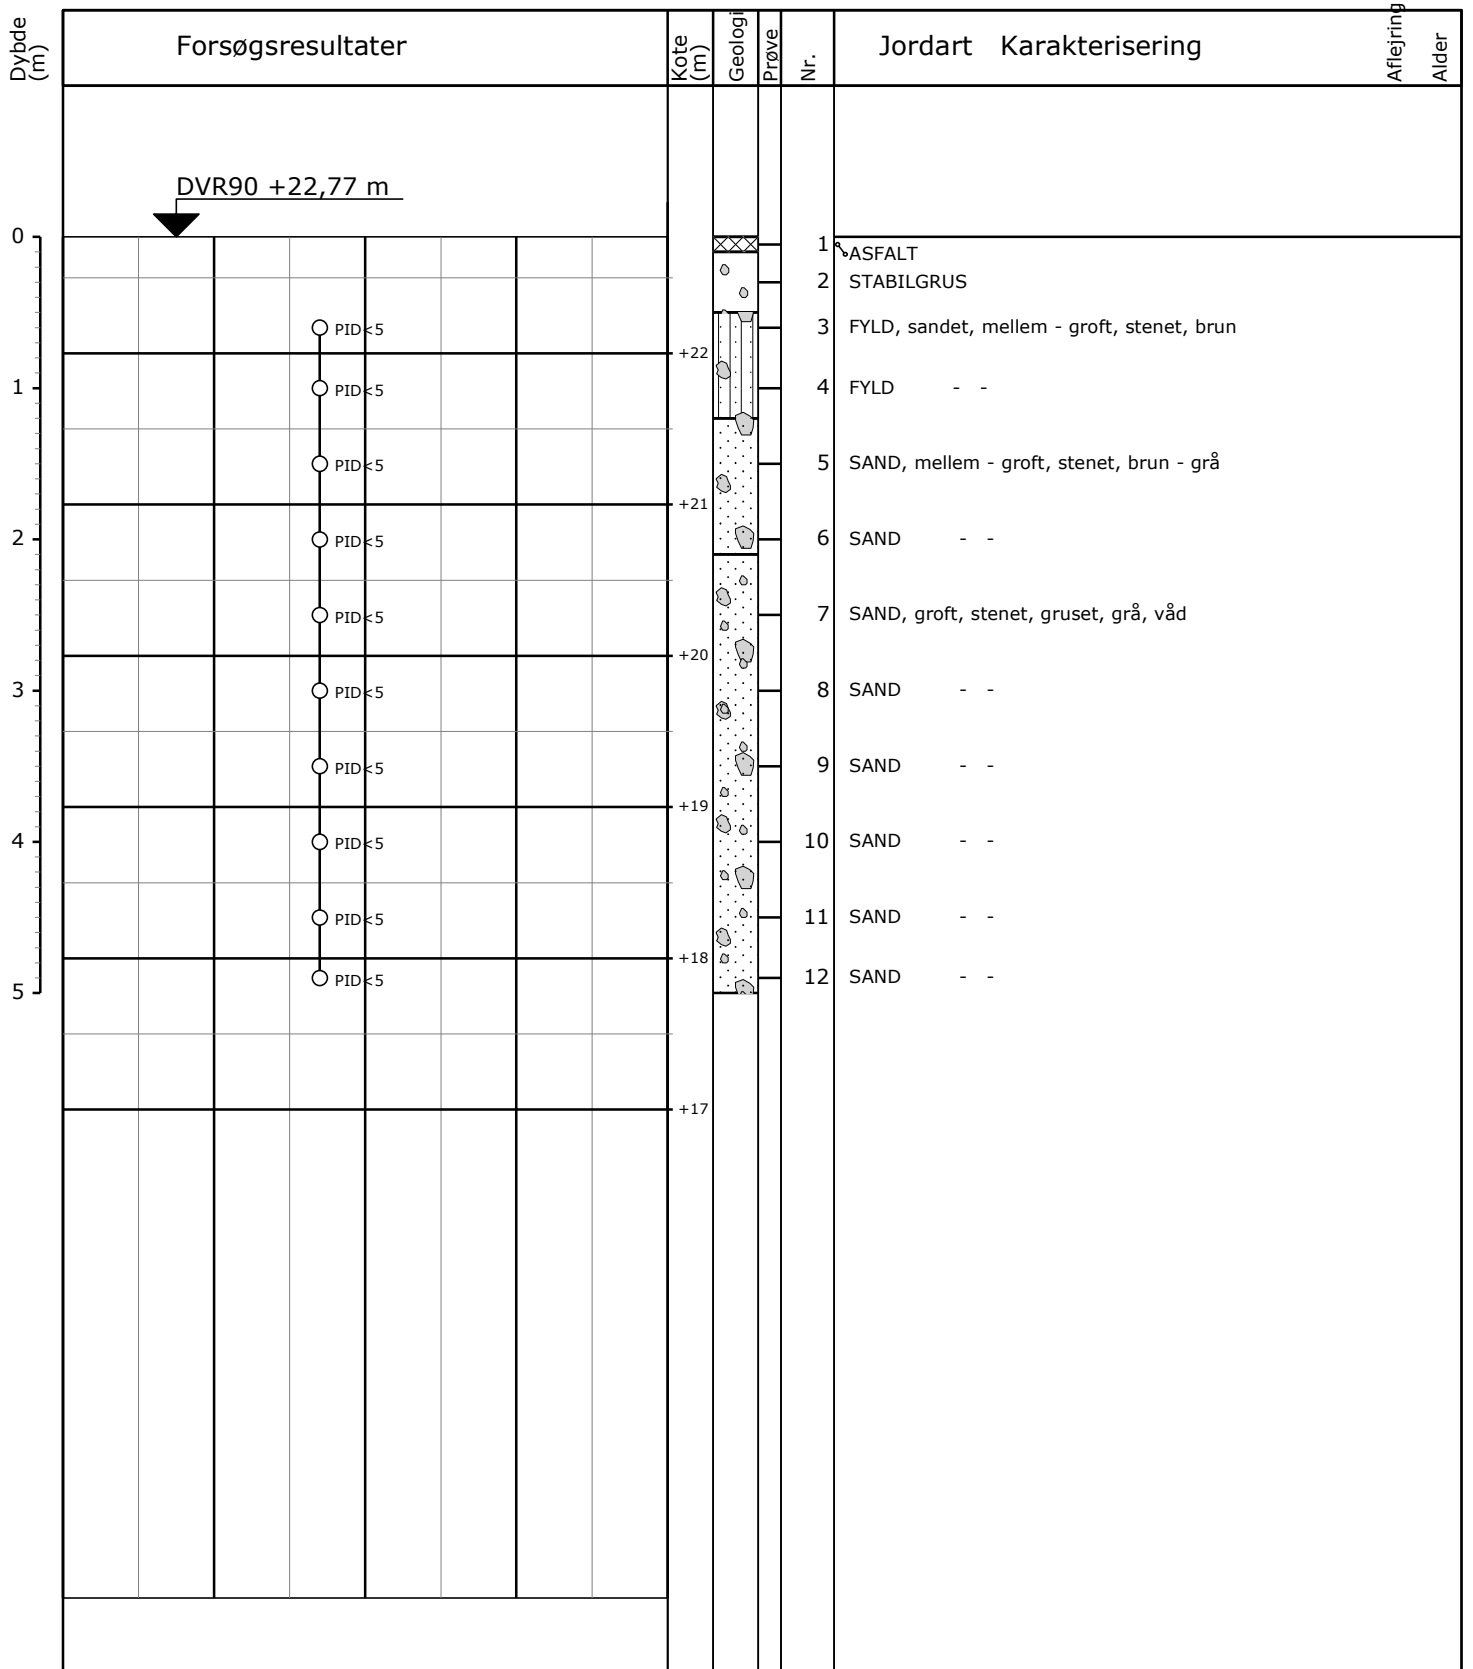 Dybde
(m)
Forsøgsresultater
Kote
(m)
Geologi
Prøve
Nr.
Jordart Karakterisering
Aflejring
Alder
DVR90 +22,77 m
0
1 ASFALT
2 STABILGRUS
PID<5
3 FYLD, sandet, mellem - groft, stenet, brun
+22
1
PID<5
4 FYLD - -
PID<5
5 SAND, mellem - groft, stenet, brun - grå
+21
2
PID<5
6 SAND - -
PID<5
7 SAND, groft, stenet, gruset, grå, våd
+20
3
PID<5
8 SAND - -
PID<5
9 SAND - -
+19
4
PID<5
10 SAND - -
PID<5
11 SAND - -
+18
PID<5
12 SAND - -
5
+17